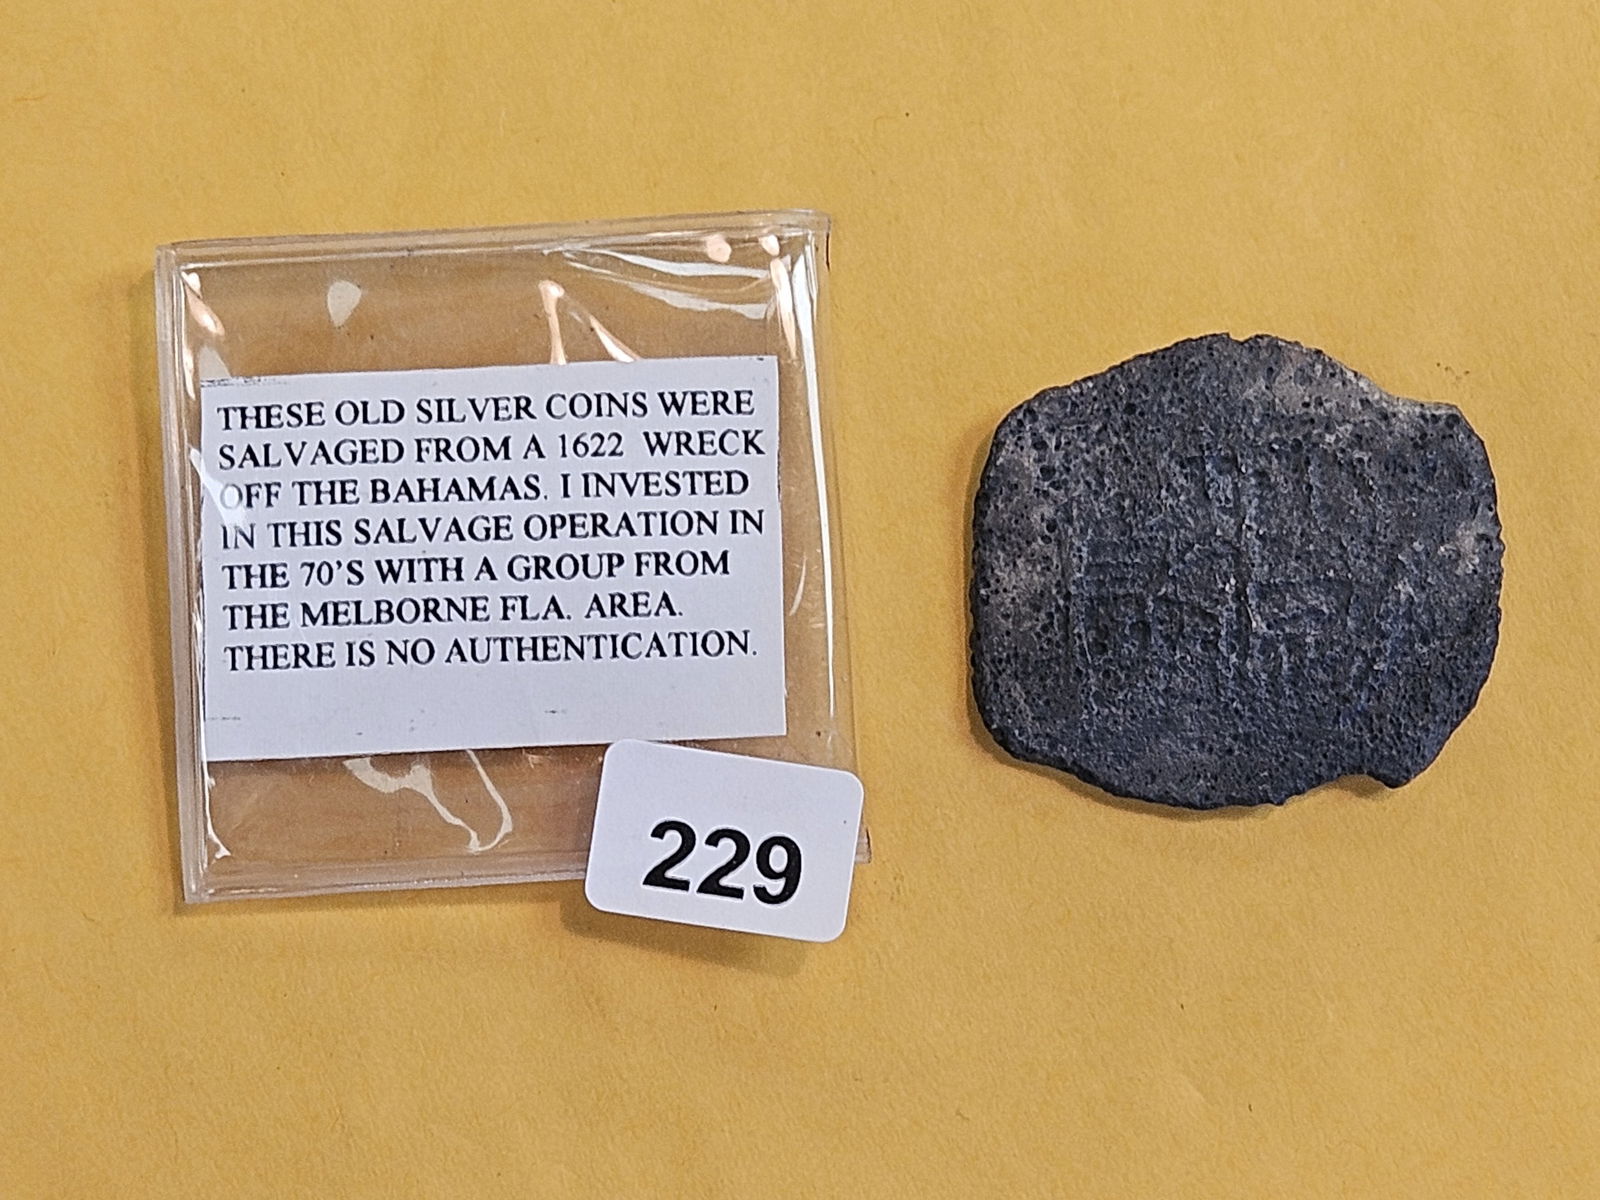 THESE OLD SILVER COINS WERE
SALVAGED FROM A 1622 WRECK
OFF THE BAHAMAS. I INVESTED
IN THIS SALVAGE OPERATION IN
THE 70'S WITH A GROUP FROM
THE MELBORNE FLA. AREA.
THERE IS NO AUTHENTICATION.
229